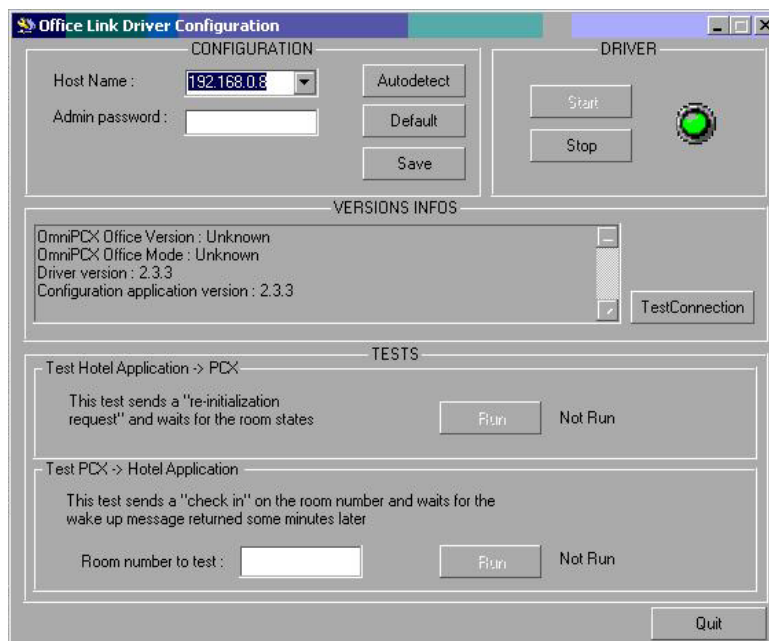 Office Link Driver Configuration
CONFIGURATION
Host Name :
192.168.0.8
Autodetect
Admin password :
Default
Save
DRIVER
Start
Stop
VERSIONS INFOS
OmniPCX Office Version : Unknown
OmniPCX Office Mode : Unknown
Driver version : 2.3.3
Configuration application version : 2.3.3
TestConnection
TESTS
Test Hotel Application -> PCX
This test sends a "re-initialization
request" and waits for the room states
Run
Not Run
Test PCX -> Hotel Application
This test sends a "check in" on the room number and waits for the
wake up message returned some minutes later
Room number to test :
Run
Not Run
Quit